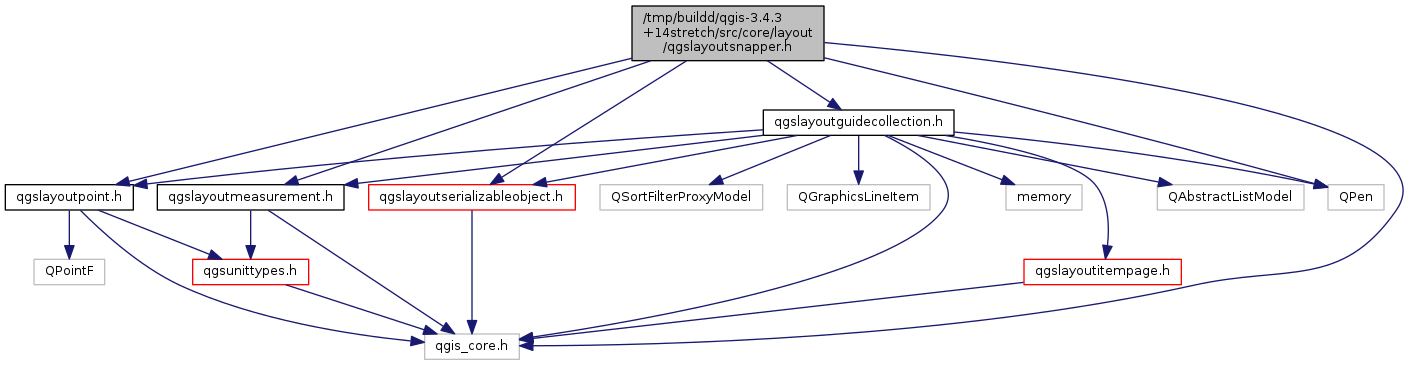 /tmp/buildd/qgis-3.4.3
+14stretch/src/core/layout
/qgslayoutsnapper.h
qgslayoutguidecollection.h
qgslayoutpoint.h
qgslayoutmeasurement.h
qgslayoutserializableobject.h
QSortFilterProxyModel
QGraphicsLineItem
memory
QAbstractListModel
QPen
QPointF
qgsunittypes.h
qgslayoutitempage.h
qgis_core.h